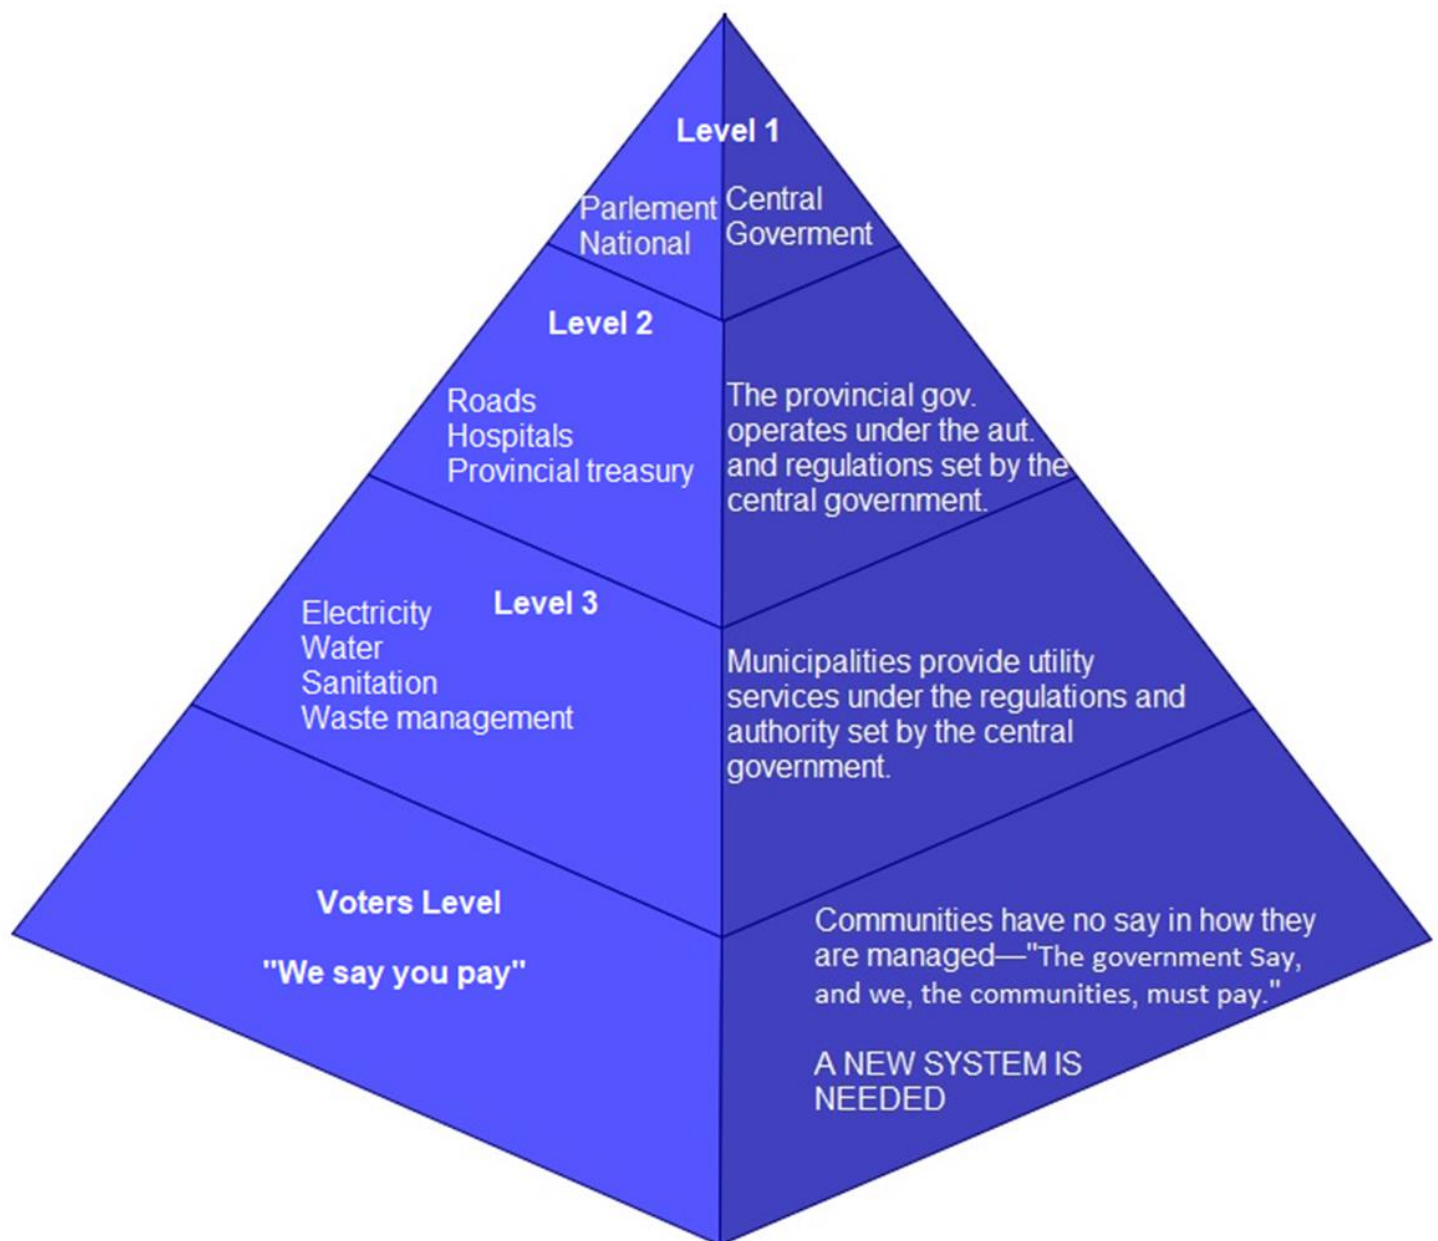 Level 1
Parlement
National
Central
Goverment
Level 2
Roads
Hospitals
Provincial treasury
The provincial gov.
operates under the aut.
and regulations set by the
central government.
Level 3
Electricity
Water
Sanitation
Waste management
Municipalities provide utility
services under the regulations and
authority set by the central
government.
Voters Level
"We say you pay"
Communities have no say in how they
are managed—"The government Say,
and we, the communities, must pay."
A NEW SYSTEM IS
NEEDED